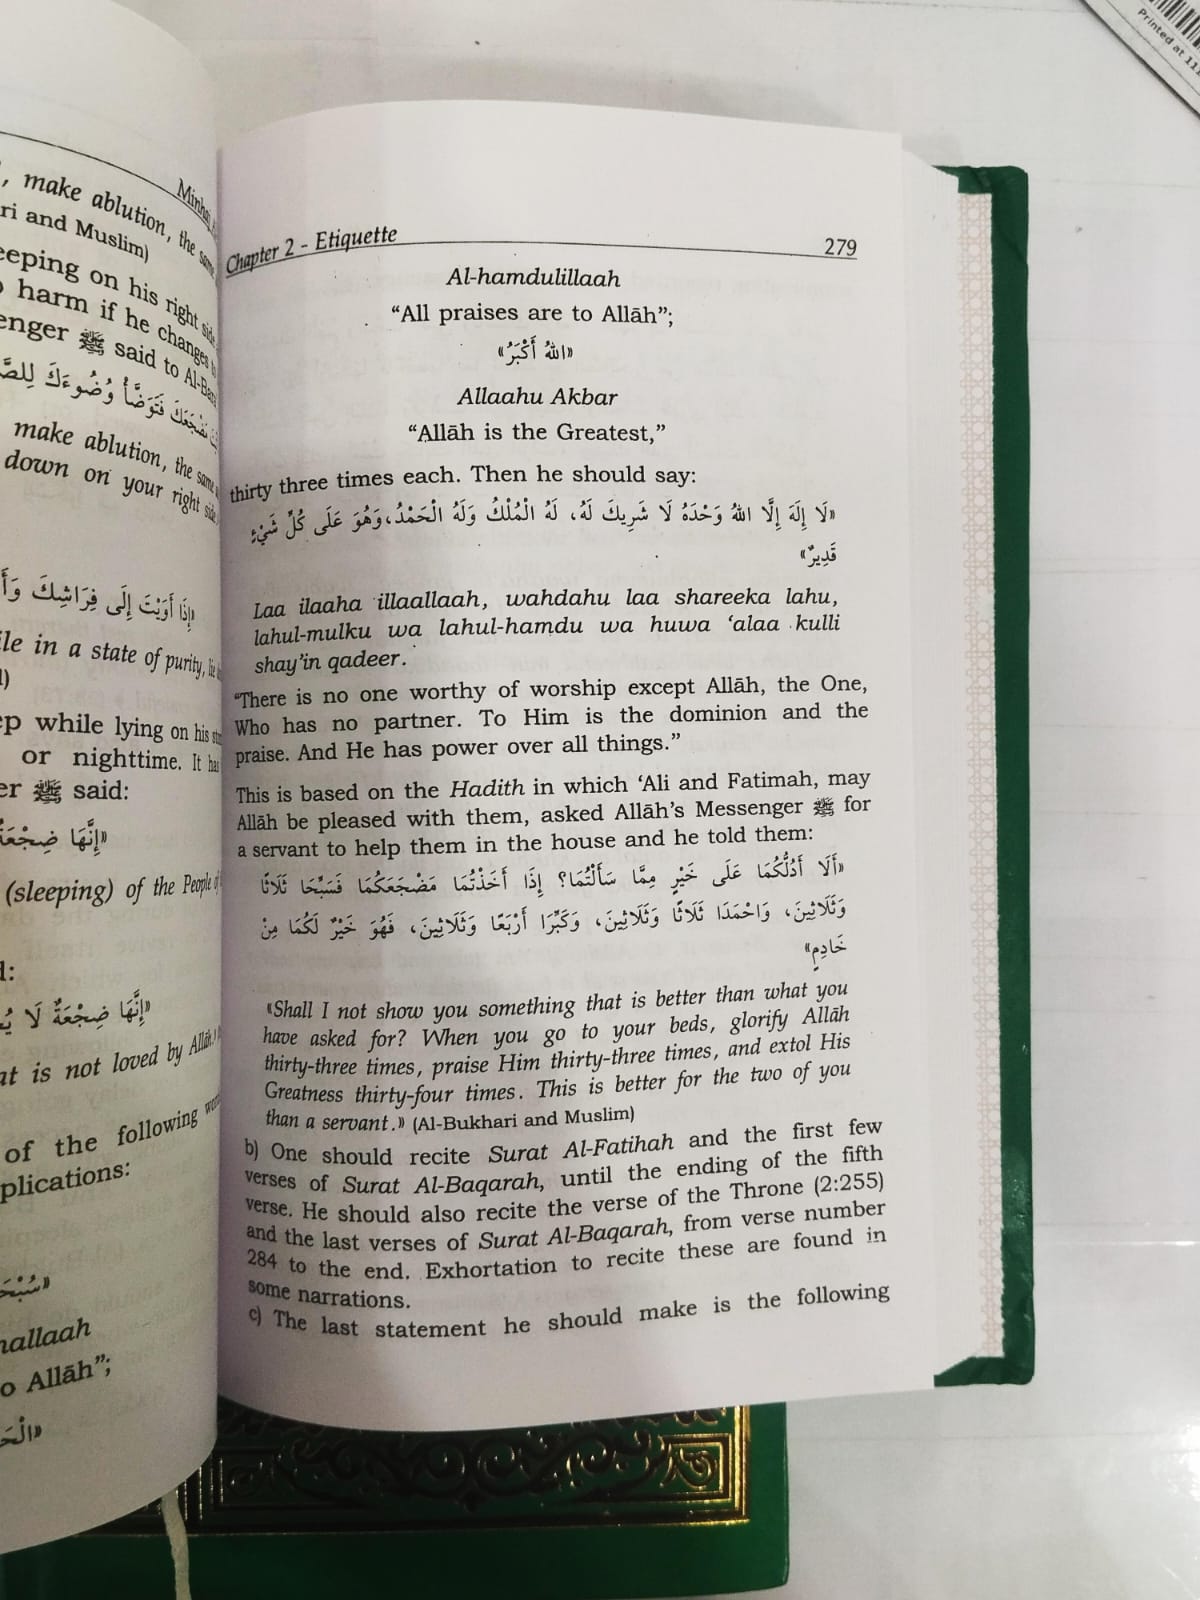 Minhaj
, make ablution, the same
ri and Muslim)
eeping on his right side
harm if he changes
enger ﷺ said to Al-Bara
مَضْجَعَكَ فَتَوَضَّأْ وُضُوءَكَ لِلصَّ
make ablution, the same
down on your right side
«إِذَا أَوَيْتَ إِلَى فِرَاشِكَ وَأَ
ile in a state of purity, lie
l)
ep while lying on his
or nighttime. It has
er ﷺ said:
«إِنَّهَا ضِجْعَةُ
(sleeping) of the People of
d:
«إِنَّهَا ضِجْعَةٌ لَا يُ
at is not loved by Allāh.
of the following words
plications:
«سُبْحَ
nallaah
o Allāh”;
«الْحَ
Chapter 2 - Etiquette 279
Al-hamdulillaah
“All praises are to Allāh”;
«اللهُ أَكْبَرُ»
Allaahu Akbar
“Allāh is the Greatest,”
thirty three times each. Then he should say:
«لَا إِلَهَ إِلَّا اللهُ وَحْدَهُ لَا شَرِيكَ لَهُ، لَهُ الْمُلْكُ وَلَهُ الْحَمْدُ، وَهُوَ عَلَى كُلِّ شَيْءٍ
قَدِيرٌ»
Laa ilaaha illaallaah, wahdahu laa shareeka lahu,
lahul-mulku wa lahul-hamdu wa huwa ‘alaa kulli
shay’in qadeer.
“There is no one worthy of worship except Allāh, the One,
Who has no partner. To Him is the dominion and the
praise. And He has power over all things.”
This is based on the Hadith in which ‘Ali and Fatimah, may
Allāh be pleased with them, asked Allāh’s Messenger ﷺ for
a servant to help them in the house and he told them:
«أَلَا أَدُلُّكُمَا عَلَى خَيْرٍ مِمَّا سَأَلْتُمَا؟ إِذَا أَخَذْتُمَا مَضْجَعَكُمَا فَسَبِّحَا ثَلَاثًا
وَثَلَاثِينَ، وَاحْمَدَا ثَلَاثًا وَثَلَاثِينَ، وَكَبِّرَا أَرْبَعًا وَثَلَاثِينَ، فَهُوَ خَيْرٌ لَكُمَا مِنْ
خَادِمٍ»
«Shall I not show you something that is better than what you
have asked for? When you go to your beds, glorify Allāh
thirty-three times, praise Him thirty-three times, and extol His
Greatness thirty-four times. This is better for the two of you
than a servant.» (Al-Bukhari and Muslim)
b) One should recite Surat Al-Fatihah and the first few
verses of Surat Al-Baqarah, until the ending of the fifth
verse. He should also recite the verse of the Throne (2:255)
and the last verses of Surat Al-Baqarah, from verse number
284 to the end. Exhortation to recite these are found in
some narrations.
c) The last statement he should make is the following
Printed at 11